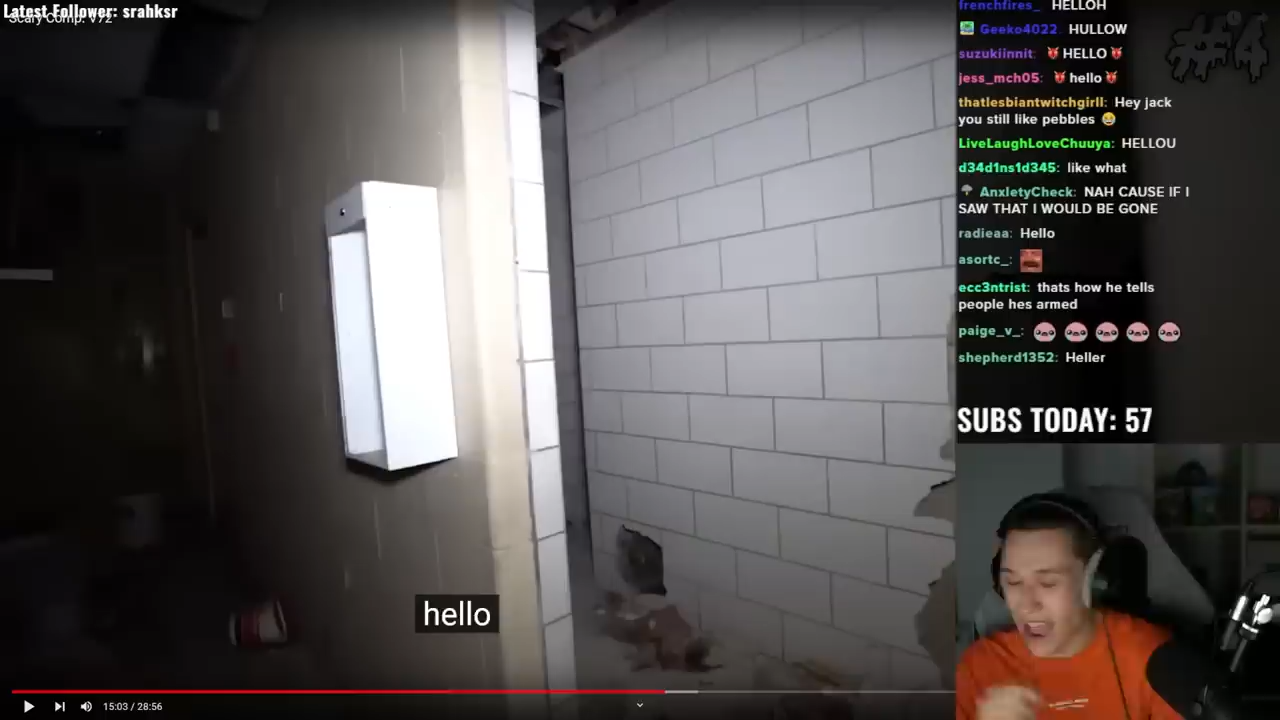 Latest Follower: srahksr
Scary Comp. V72
#4
frenchfires_ HELLOH
Geeko4022: HULLOW
suzukiinnit: HELLO
jess_mch05: hello
thatlesbiantwitchgirll: Hey jack
you still like pebbles
LiveLaughLoveChuuya: HELLOU
d34d1ns1d345: like what
AnxletyCheck: NAH CAUSE IF I
SAW THAT I WOULD BE GONE
radieaa: Hello
asortc_:
ecc3ntrist: thats how he tells
people hes armed
paige_v_:
shepherd1352: Heller
SUBS TODAY: 57
hello
15:03 / 28:56